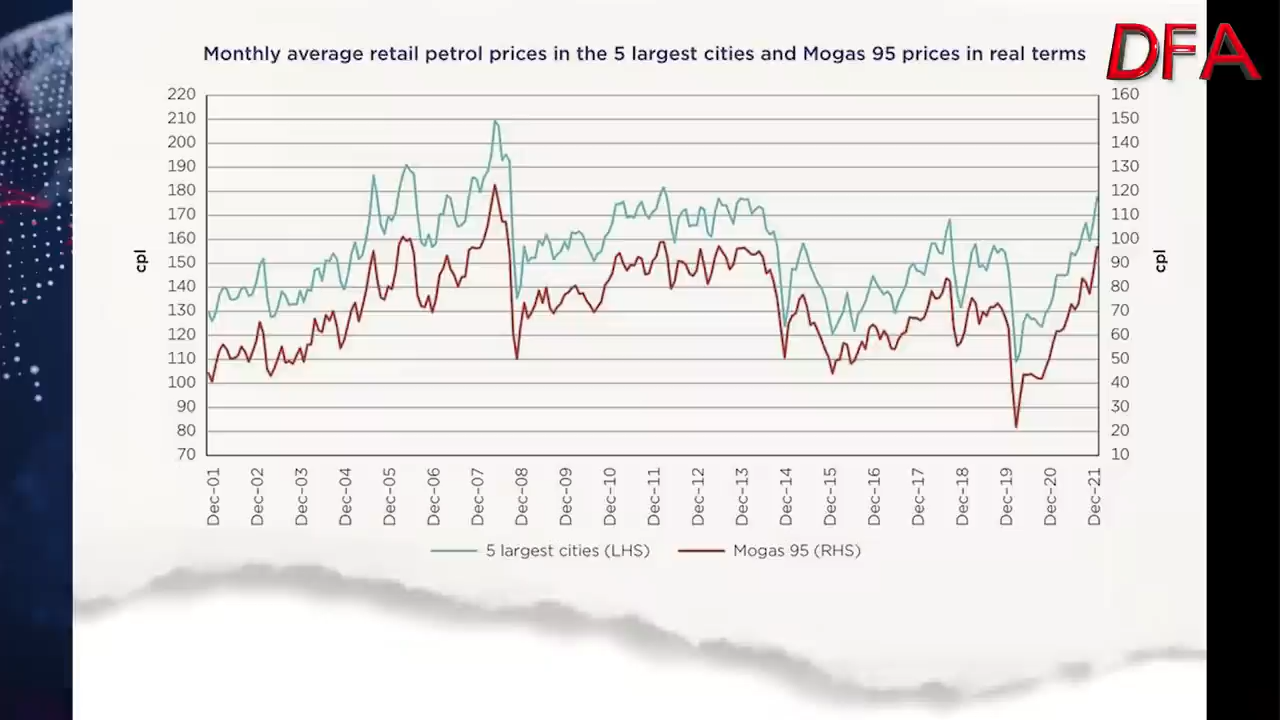 DFA
Monthly average retail petrol prices in the 5 largest cities and Mogas 95 prices in real terms
220
210
200
190
180
170
160
150
140
130
120
110
100
90
80
70
cpl
160
150
140
130
120
110
100
90
80
70
60
50
40
30
20
10
cpl
Dec-01
Dec-02
Dec-03
Dec-04
Dec-05
Dec-06
Dec-07
Dec-08
Dec-09
Dec-10
Dec-11
Dec-12
Dec-13
Dec-14
Dec-15
Dec-16
Dec-17
Dec-18
Dec-19
Dec-20
Dec-21
5 largest cities (LHS)
Mogas 95 (RHS)